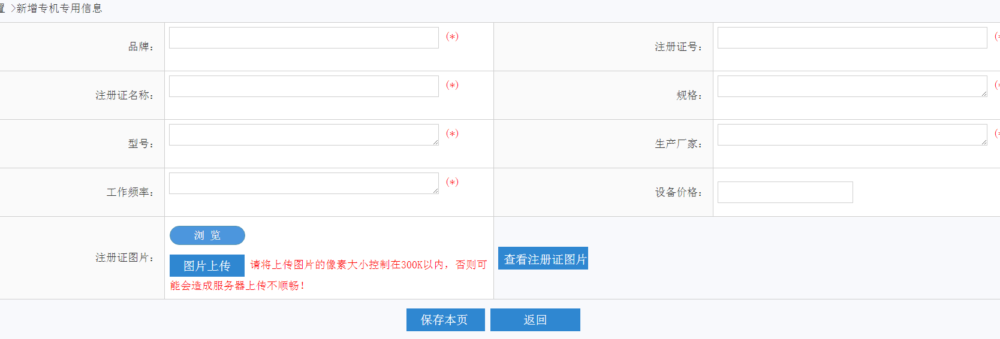 置 >新增专机专用信息
品牌: (*) 注册证号: (*
注册证名称: (*) 规格: (*
型号: (*) 生产厂家: (*
工作频率: (*) 设备价格:
浏 览
注册证图片:
图片上传 请将上传图片的像素大小控制在300K以内, 否则可
能会造成服务器上传不顺畅!
查看注册证图片
保存本页 返回